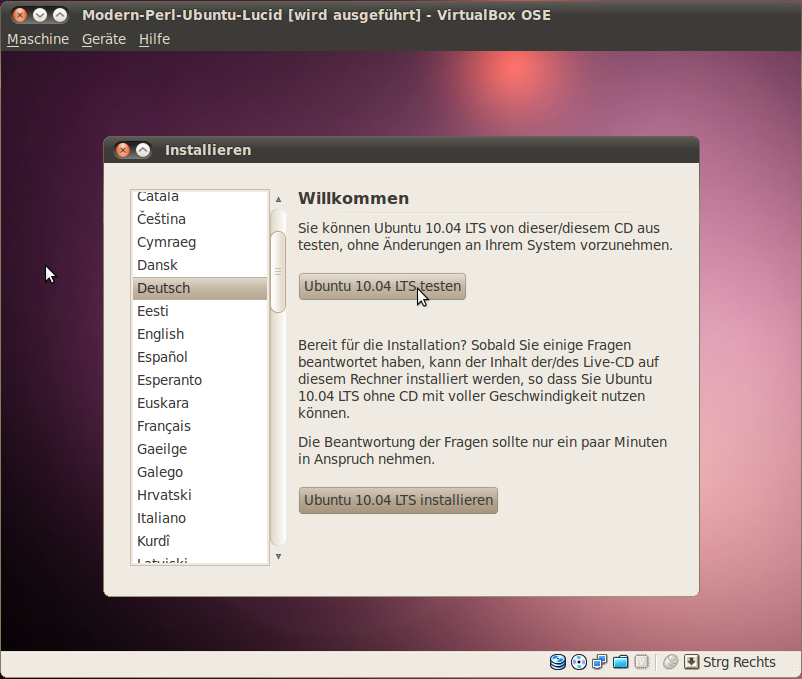 Modern-Perl-Ubuntu-Lucid [wird ausgeführt] - VirtualBox OSE
Maschine Geräte Hilfe
Installieren
Català
Čeština
Cymraeg
Dansk
Deutsch
Eesti
English
Español
Esperanto
Euskara
Français
Gaeilge
Galego
Hrvatski
Italiano
Kurdî
Latviski
Willkommen
Sie können Ubuntu 10.04 LTS von dieser/diesem CD aus
testen, ohne Änderungen an Ihrem System vorzunehmen.
Ubuntu 10.04 LTS testen
Bereit für die Installation? Sobald Sie einige Fragen
beantwortet haben, kann der Inhalt der/des Live-CD auf
diesem Rechner installiert werden, so dass Sie Ubuntu
10.04 LTS ohne CD mit voller Geschwindigkeit nutzen
können.
Die Beantwortung der Fragen sollte nur ein paar Minuten
in Anspruch nehmen.
Ubuntu 10.04 LTS installieren
Strg Rechts